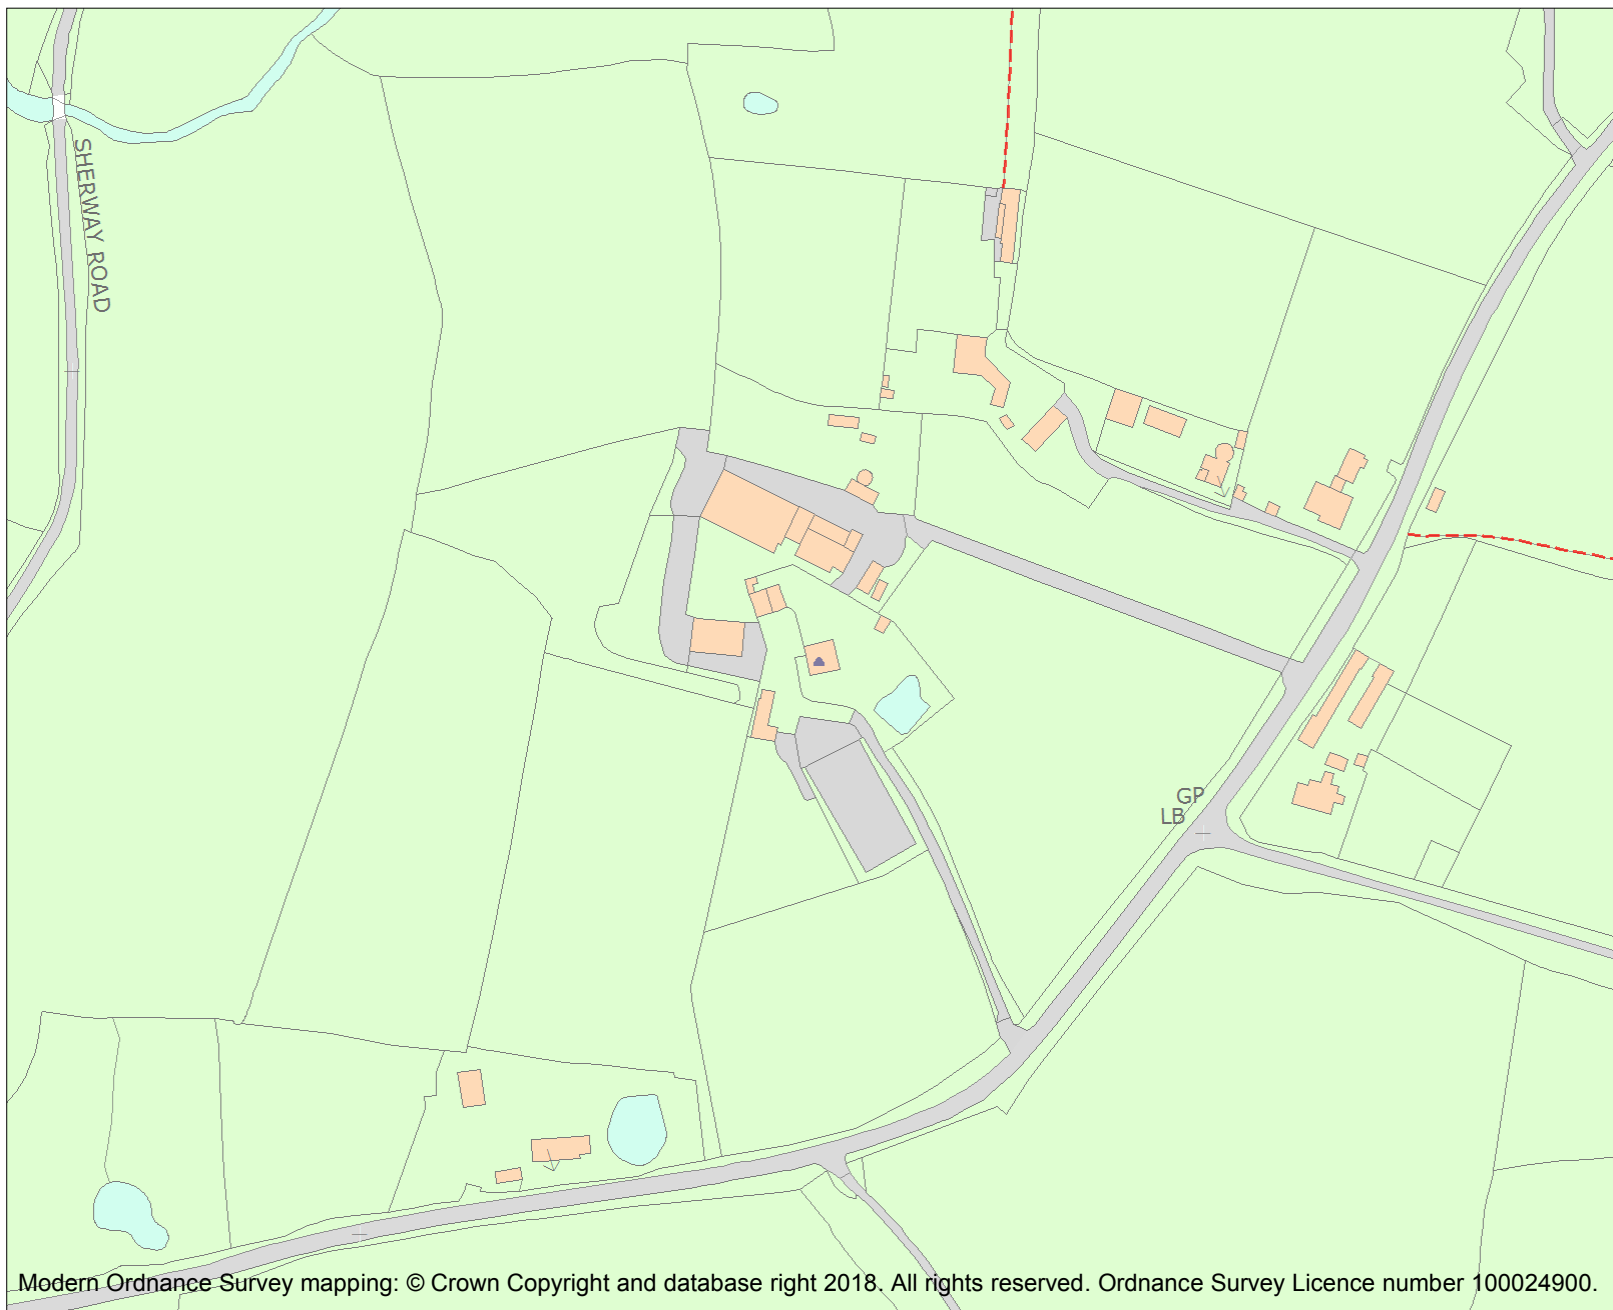 SHERWAY ROAD
GP
LB
Modern Ordnance Survey mapping: © Crown Copyright and database right 2018. All rights reserved. Ordnance Survey Licence number 100024900.